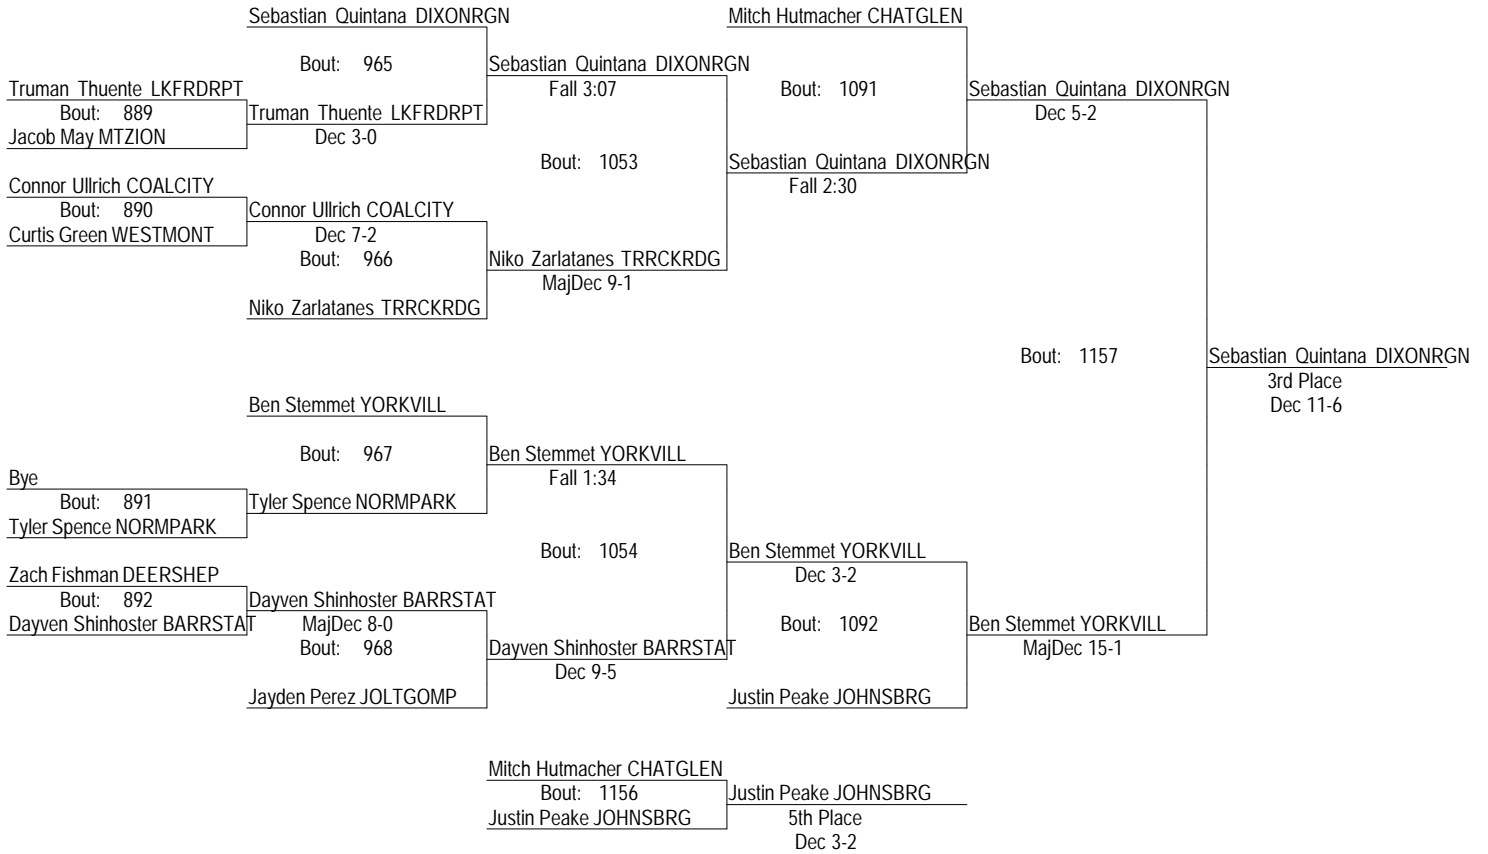 Sebastian Quintana DIXONRGN
Mitch Hutmacher CHATGLEN
Bout: 965
Sebastian Quintana DIXONRGN
Truman Thuente LKFRDRPT
Fall 3:07
Bout: 1091
Sebastian Quintana DIXONRGN
Bout: 889
Truman Thuente LKFRDRPT
Dec 5-2
Jacob May MTZION
Dec 3-0
Bout: 1053
Sebastian Quintana DIXONRGN
Connor Ullrich COALCITY
Fall 2:30
Bout: 890
Connor Ullrich COALCITY
Curtis Green WESTMONT
Dec 7-2
Bout: 966
Niko Zarlatanes TRRCKRDG
MajDec 9-1
Niko Zarlatanes TRRCKRDG
Bout: 1157
Sebastian Quintana DIXONRGN
3rd Place
Dec 11-6
Ben Stemmet YORKVILL
Bout: 967
Ben Stemmet YORKVILL
Bye
Fall 1:34
Bout: 891
Tyler Spence NORMPARK
Tyler Spence NORMPARK
Bout: 1054
Ben Stemmet YORKVILL
Zach Fishman DEERSHEP
Dec 3-2
Bout: 892
Dayven Shinhoster BARRSTAT
Dayven Shinhoster BARRSTAT
MajDec 8-0
Bout: 1092
Ben Stemmet YORKVILL
Bout: 968
Dayven Shinhoster BARRSTAT
MajDec 15-1
Dec 9-5
Jayden Perez JOLTGOMP
Justin Peake JOHNSBRG
Mitch Hutmacher CHATGLEN
Bout: 1156
Justin Peake JOHNSBRG
Justin Peake JOHNSBRG
5th Place
Dec 3-2